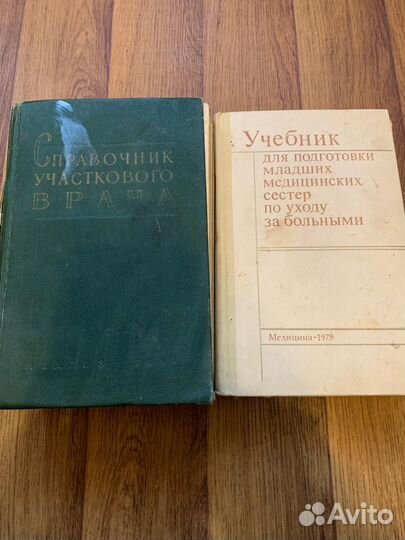 Справочник
участкового
врача
Учебник
для подготовки
младших
медицинских
сестер
по уходу
за больными
Медицина-1979
Avito